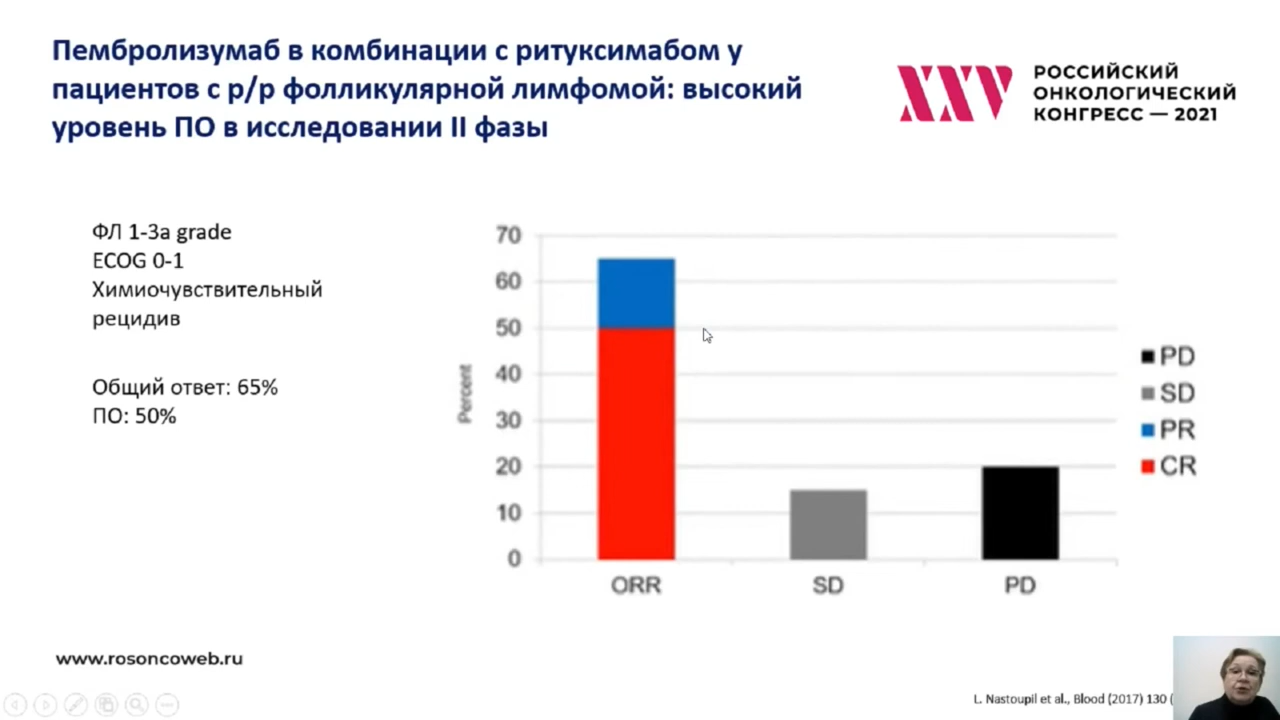 Пембролизумаб в комбинации с ритуксимабом у
пациентов с р/р фолликулярной лимфомой: высокий
уровень ПО в исследовании II фазы
XXV
РОССИЙСКИЙ
ОНКОЛОГИЧЕСКИЙ
КОНГРЕСС — 2021
ФЛ 1-3a grade
ECOG 0-1
Химиочувствительный
рецидив
Общий ответ: 65%
ПО: 50%
70
60
50
40
30
20
10
0
Percent
ORR
SD
PD
PD
SD
PR
CR
www.rosoncoweb.ru
L. Nastoupil et al., Blood (2017) 130 (